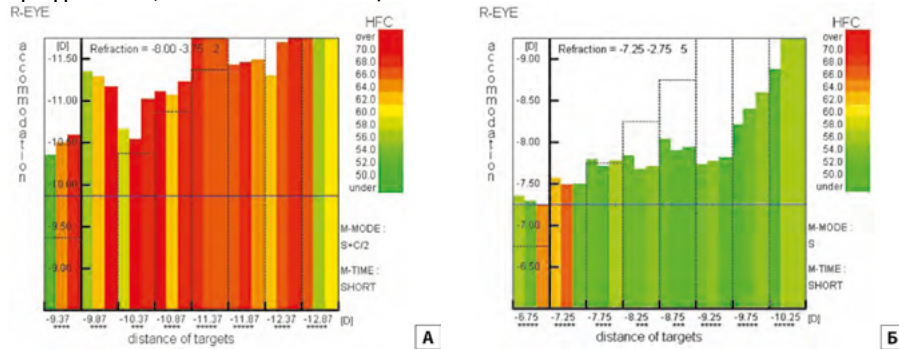 R-EYE
HFC
over
70.0
68.0
66.0
64.0
62.0
60.0
58.0
56.0
54.0
52.0
50.0
under
[D]
Refraction = -8.00 -3.75 2
accommodation
-11.50
-11.00
-10.50
-10.00
-9.50
-9.00
M-MODE :
S+C/2
M-TIME :
SHORT
-9.37 -9.87 -10.37 -10.87 -11.37 -11.87 -12.37 -12.87 [D]
distance of targets
А
R-EYE
HFC
over
70.0
68.0
66.0
64.0
62.0
60.0
58.0
56.0
54.0
52.0
50.0
under
[D]
Refraction = -7.25 -2.75 5
accommodation
-9.00
-8.50
-8.00
-7.50
-7.00
-6.50
M-MODE :
S
M-TIME :
SHORT
-6.75 -7.25 -7.75 -8.25 -8.75 -9.25 -9.75 -10.25 [D]
distance of targets
Б